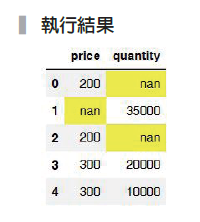 執行結果
price quantity
0 200 nan
1 nan 35000
2 200 nan
3 300 20000
4 300 10000